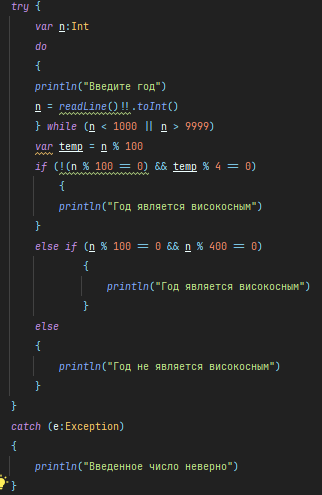 try {
var n:Int
do
{
println("Введите год")
n = readLine()!!.toInt()
} while (n < 1000 || n > 9999)
var temp = n % 100
if (!(n % 100 == 0) && temp % 4 == 0)
{
println("Год является високосным")
}
else if (n % 100 == 0 && n % 400 == 0)
{
println("Год является високосным")
}
else
{
println("Год не является високосным")
}
}
catch (e:Exception)
{
println("Введенное число неверно")
}